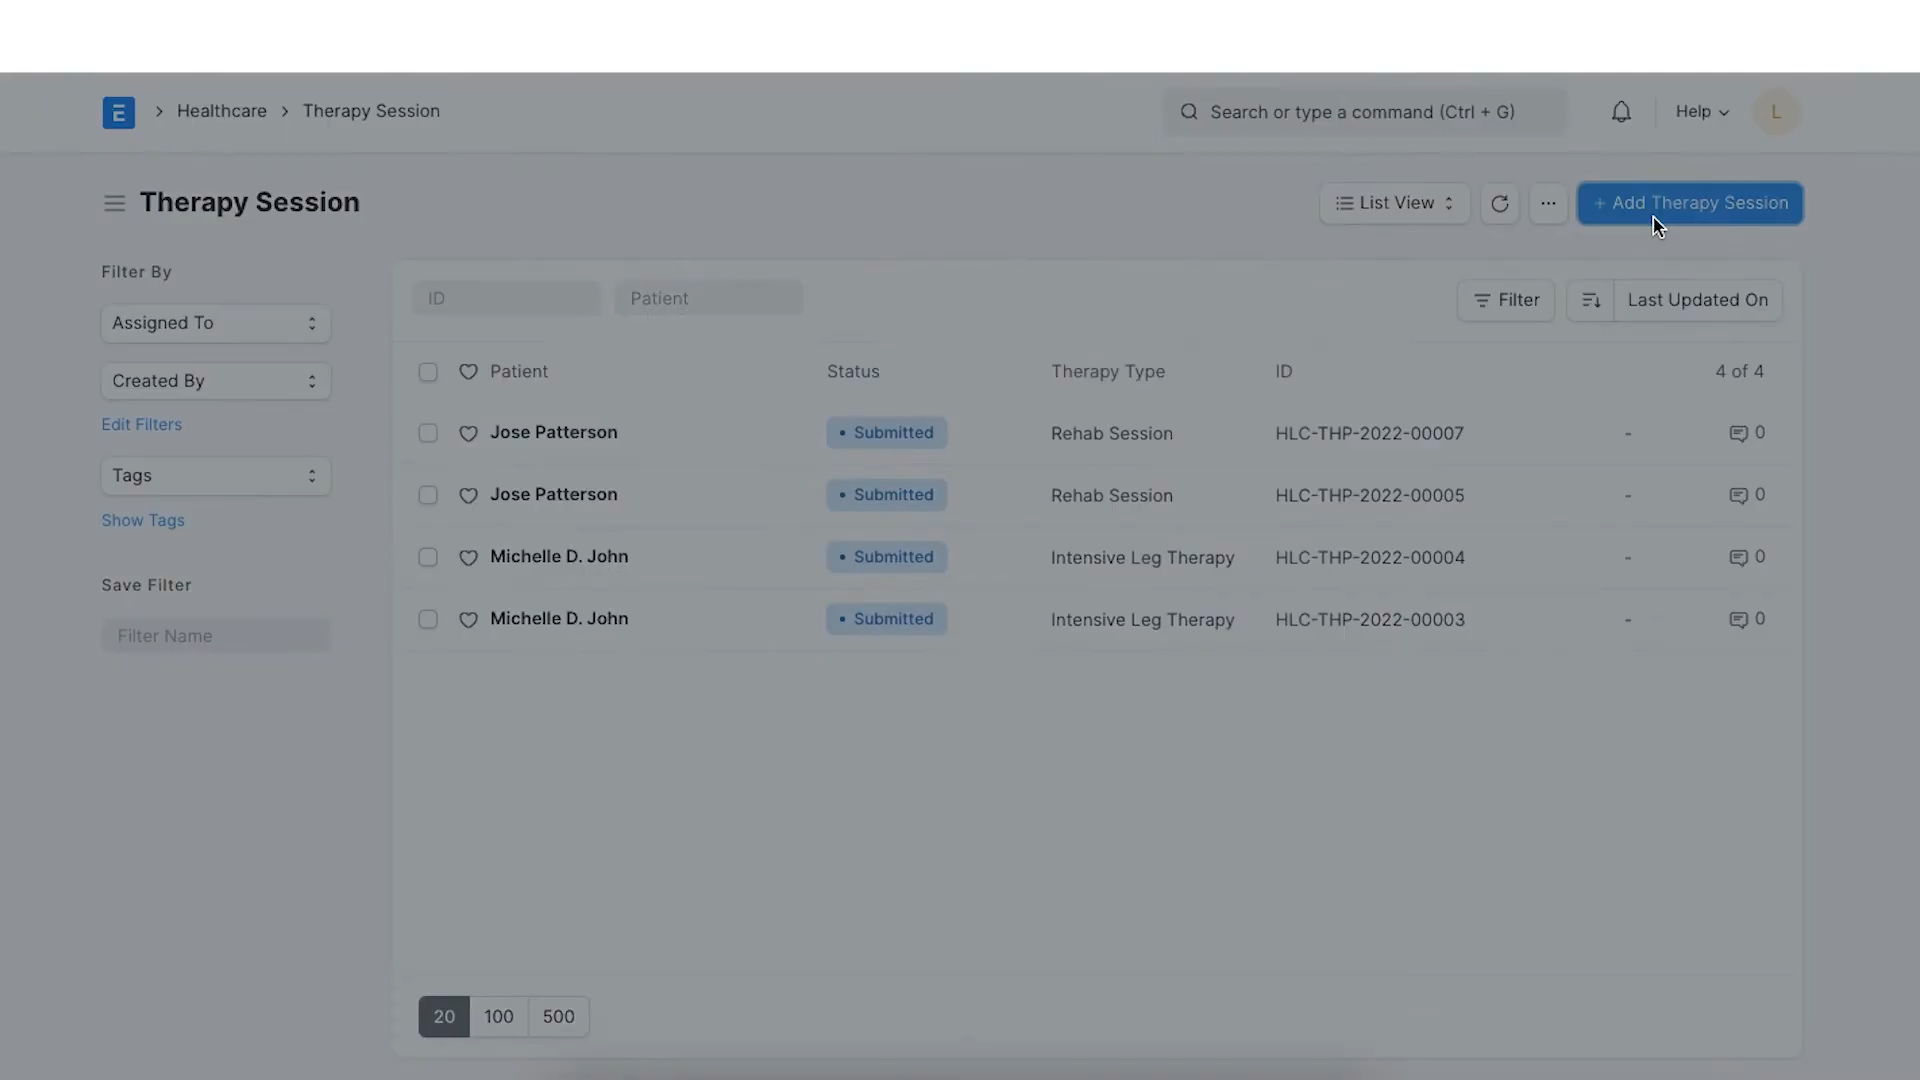 E Healthcare Therapy Session Search or type a command (Ctrl + G) Help L
Therapy Session List View + Add Therapy Session
Filter By
Assigned To
Created By
Edit Filters
Tags
Show Tags
Save Filter
Filter Name
ID Patient Filter Last Updated On
Patient Status Therapy Type ID 4 of 4
Jose Patterson • Submitted Rehab Session HLC-THP-2022-00007 - 0
Jose Patterson • Submitted Rehab Session HLC-THP-2022-00005 - 0
Michelle D. John • Submitted Intensive Leg Therapy HLC-THP-2022-00004 - 0
Michelle D. John • Submitted Intensive Leg Therapy HLC-THP-2022-00003 - 0
20 100 500